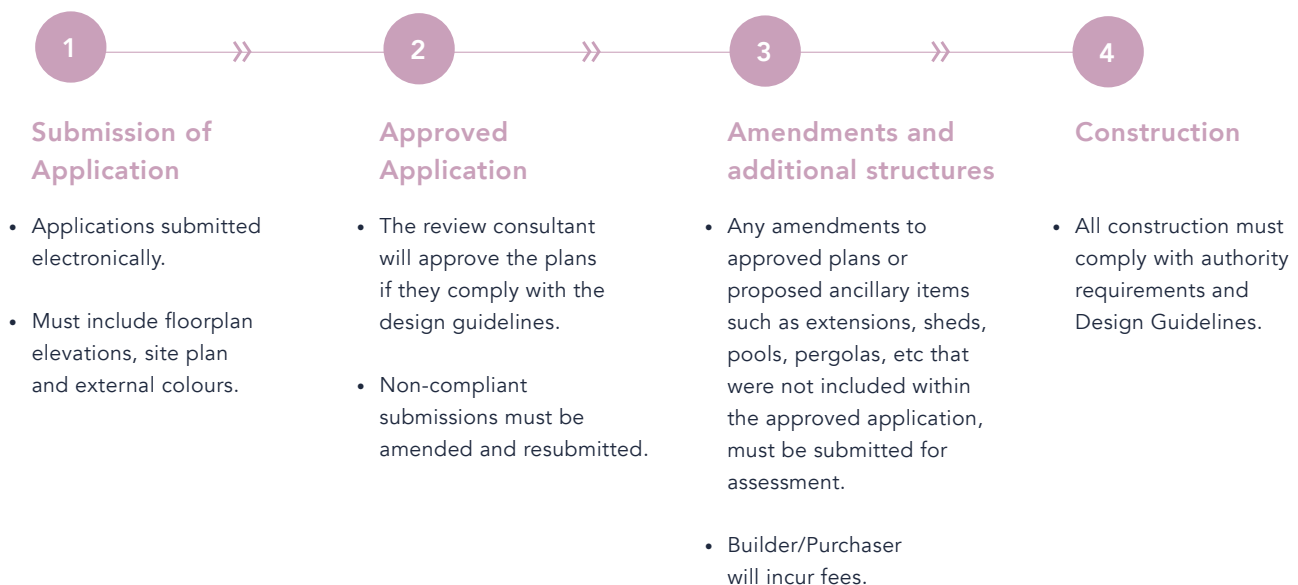 1
Submission of
Application
• Applications submitted
electronically.
• Must include floorplan
elevations, site plan
and external colours.
2
Approved
Application
• The review consultant
will approve the plans
if they comply with the
design guidelines.
• Non-compliant
submissions must be
amended and resubmitted.
3
Amendments and
additional structures
• Any amendments to
approved plans or
proposed ancillary items
such as extensions, sheds,
pools, pergolas, etc that
were not included within
the approved application,
must be submitted for
assessment.
• Builder/Purchaser
will incur fees.
4
Construction
• All construction must
comply with authority
requirements and
Design Guidelines.